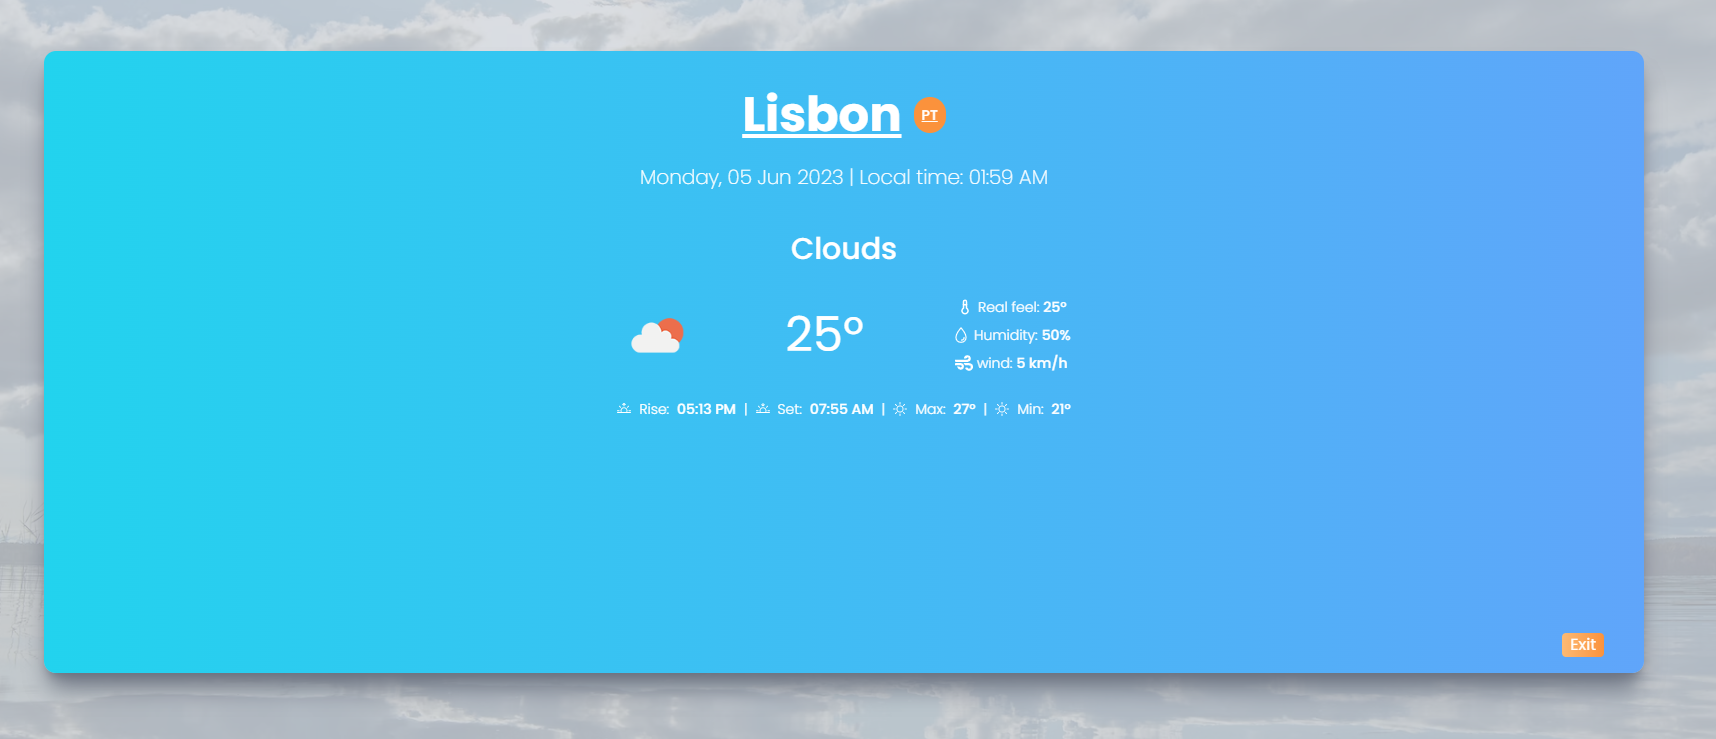 Lisbon PT
Monday, 05 Jun 2023 | Local time: 01:59 AM
Clouds
25°
Real feel: 25°
Humidity: 50%
wind: 5 km/h
Rise: 05:13 PM | Set: 07:55 AM | Max: 27° | Min: 21°
Exit